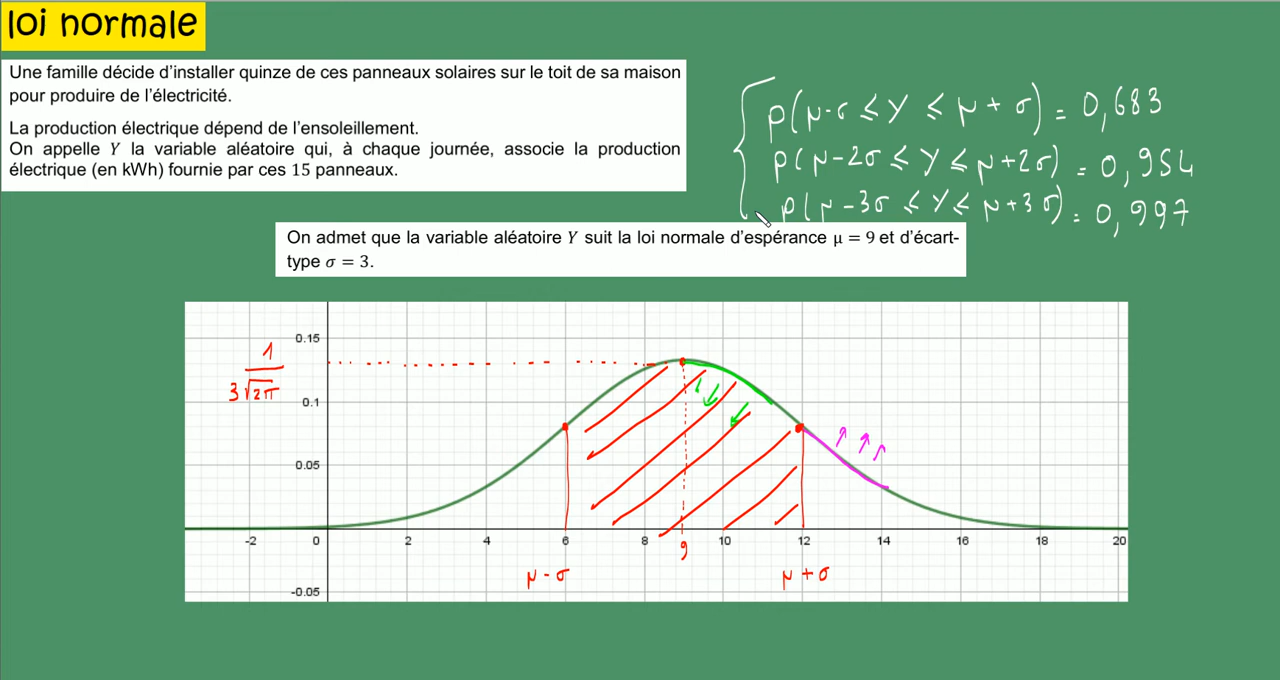 loi normale
Une famille décide d'installer quinze de ces panneaux solaires sur le toit de sa maison
pour produire de l'électricité.
La production électrique dépend de l'ensoleillement.
On appelle Y la variable aléatoire qui, à chaque journée, associe la production
électrique (en kWh) fournie par ces 15 panneaux.
p(μ-σ ≤ Y ≤ μ + σ) = 0,683
p(μ-2σ ≤ Y ≤ μ+2σ) = 0,954
p(μ-3σ ≤ Y ≤ μ+3σ) = 0,997
On admet que la variable aléatoire Y suit la loi normale d'espérance μ = 9 et d'écart-
type σ = 3.
0.15
1
3√2π
0.1
0.05
-2 0 2 4 6 8 10 12 14 16 18 20
9
μ-σ μ+σ
-0.05